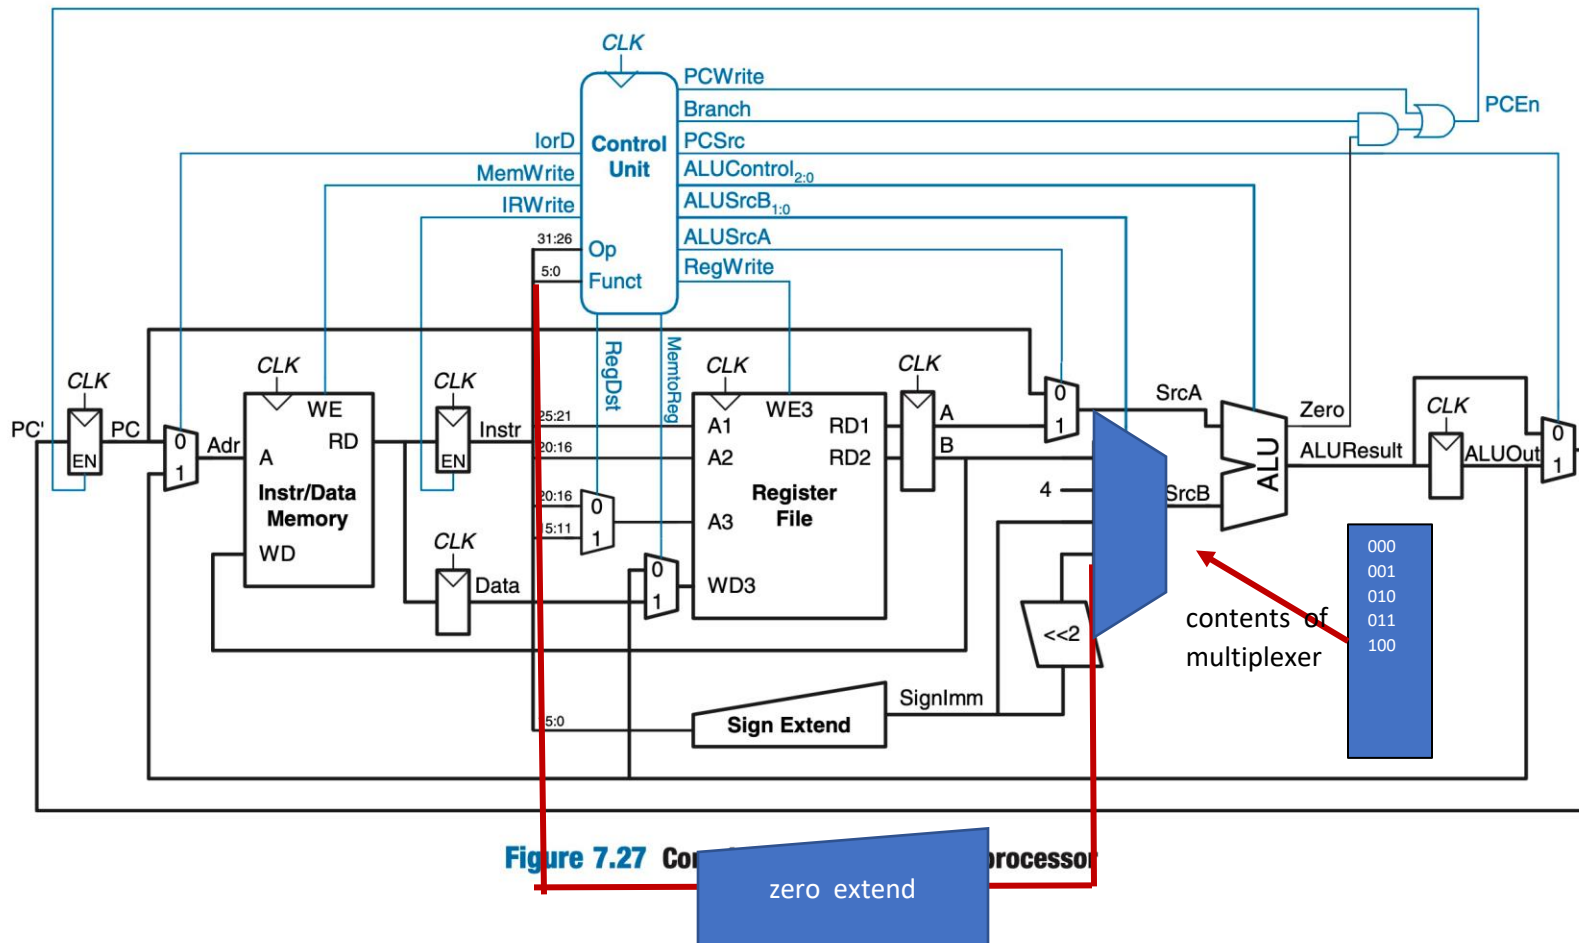 CLK
PCWrite
Branch
PCEn
IorD
Control
Unit
PCSrc
MemWrite
ALUControl2:0
IRWrite
ALUSrcB1:0
31:26
Op
ALUSrcA
5:0
Funct
RegWrite
RegDst
MemtoReg
CLK
CLK
CLK
CLK
CLK
CLK
PC'
EN
PC
0
1
Adr
WE
RD
A
Instr/Data
Memory
WD
EN
Instr
CLK
Data
25:21
20:16
20:16
15:11
0
1
0
1
A1
A2
A3
WD3
WE3
RD1
RD2
Register
File
A
B
0
1
SrcA
4
SrcB
<<2
ALU
Zero
ALUResult
ALUOut
0
1
000
001
010
011
100
contents of
multiplexer
SignImm
5:0
Sign Extend
Figure 7.27 Co
processor
zero extend